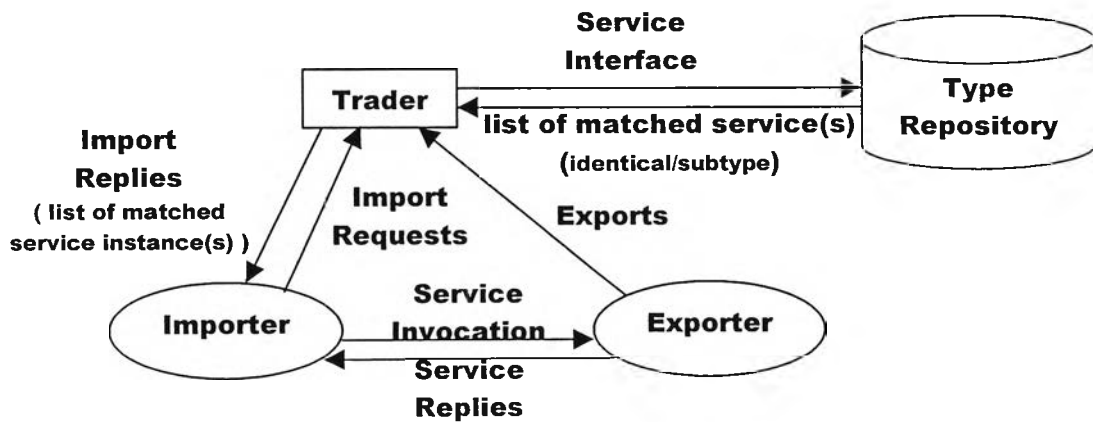 Service
Interface
Trader
Type
Repository
list of matched service(s)
(identical/subtype)
Import
Replies
( list of matched
service instance(s) )
Import
Requests
Exports
Importer
Service
Invocation
Exporter
Service
Replies